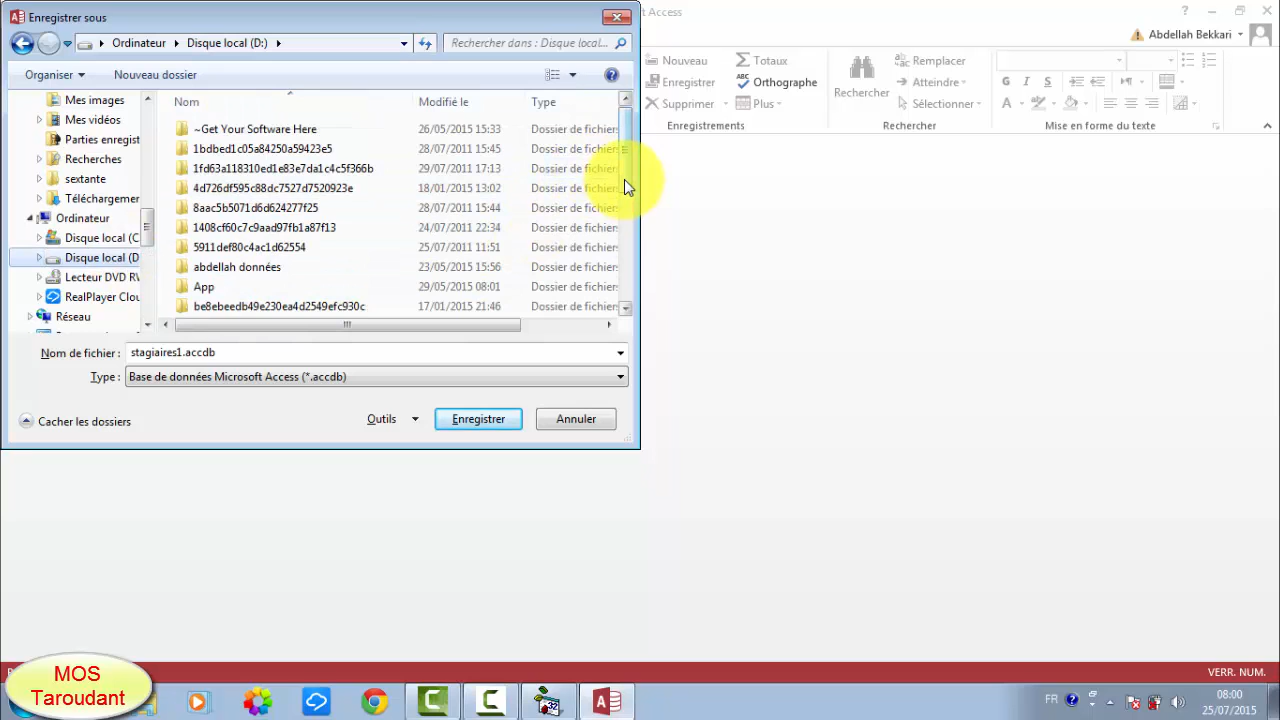 Enregistrer sous
t Access
Ordinateur
Disque local (D:)
Rechercher dans : Disque local...
Abdellah Bekkari
Organiser
Nouveau dossier
Nouveau
Totaux
Enregistrer
Orthographe
Supprimer
Plus
Enregistrements
Rechercher
Remplacer
Atteindre
Sélectionner
Rechercher
G I S
A
Mise en forme du texte
Mes images
Mes vidéos
Parties enregist
Recherches
sextante
Téléchargemer
Ordinateur
Disque local (C
Disque local (D
Lecteur DVD RV
RealPlayer Clou
Réseau
Nom Modifié le Type
~Get Your Software Here 26/05/2015 15:33 Dossier de fichiers
1bdbed1c05a84250a59423e5 28/07/2011 15:45 Dossier de fichiers
1fd63a118310ed1e83e7da1c4c5f366b 29/07/2011 17:13 Dossier de fichiers
4d726df595c88dc7527d7520923e 18/01/2015 13:02 Dossier de fichiers
8aac5b5071d6d624277f25 28/07/2011 15:44 Dossier de fichiers
1408cf60c7c9aad97fb1a87f13 24/07/2011 22:34 Dossier de fichiers
5911def80c4ac1d62554 25/07/2011 11:51 Dossier de fichiers
abdellah données 23/05/2015 15:56 Dossier de fichiers
App 29/05/2015 08:01 Dossier de fichiers
be8ebeedb49e230ea4d2549efc930c 17/01/2015 21:46 Dossier de fichiers
Nom de fichier : stagiaires1.accdb
Type : Base de données Microsoft Access (*.accdb)
Cacher les dossiers
Outils
Enregistrer
Annuler
VERR. NUM.
MOS
Taroudant
FR
08:00
25/07/2015